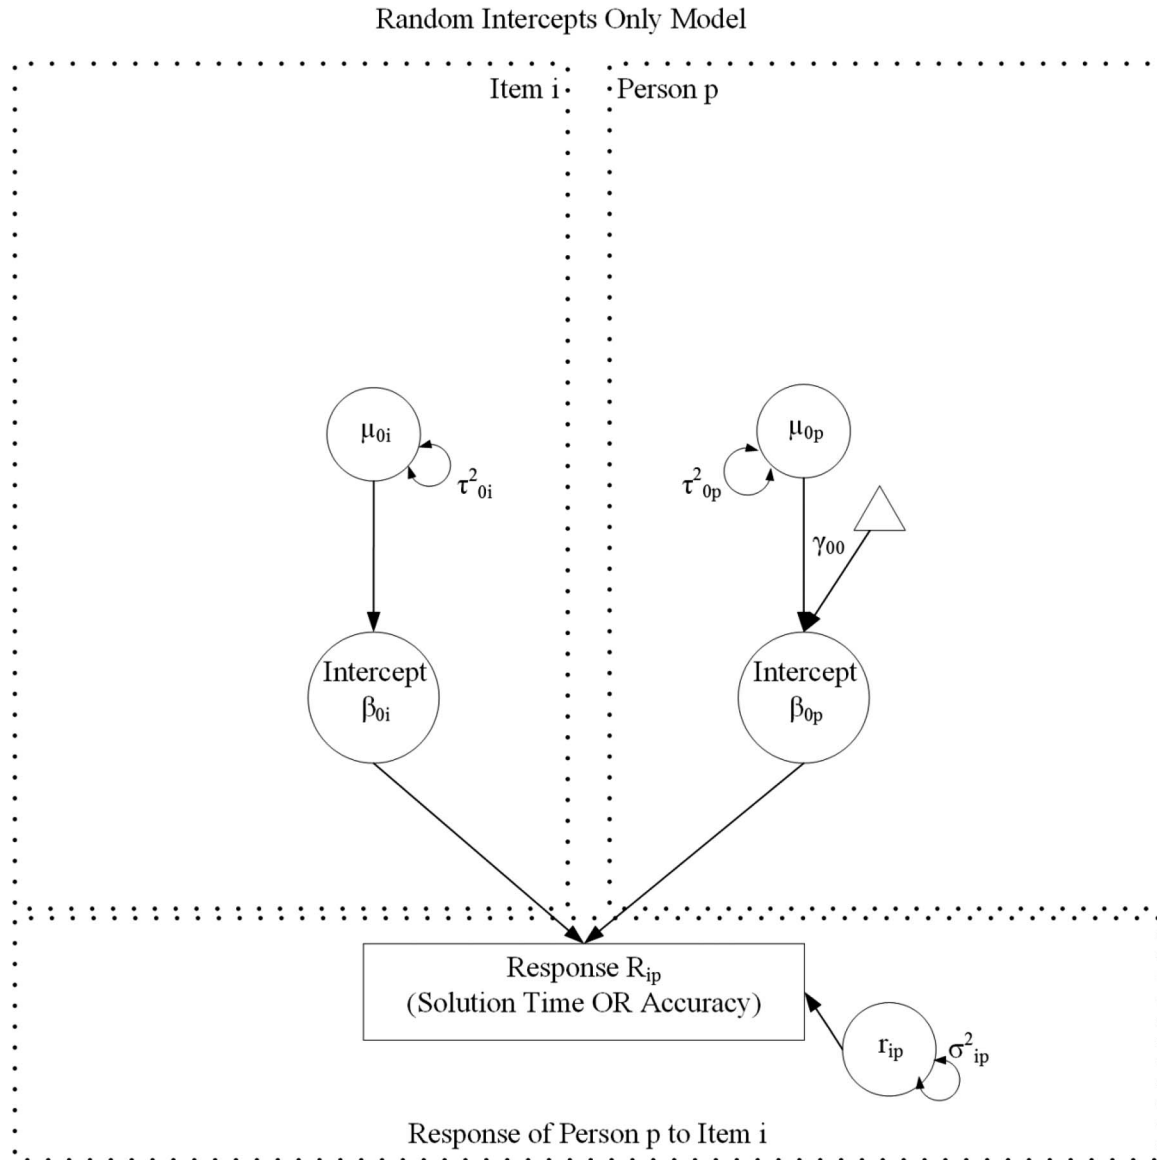 Random Intercepts Only Model
Item i
Person p
μ0i
τ²0i
μ0p
τ²0p
γ00
Intercept
β0i
Intercept
β0p
Response Rip
(Solution Time OR Accuracy)
rip
σ²ip
Response of Person p to Item i